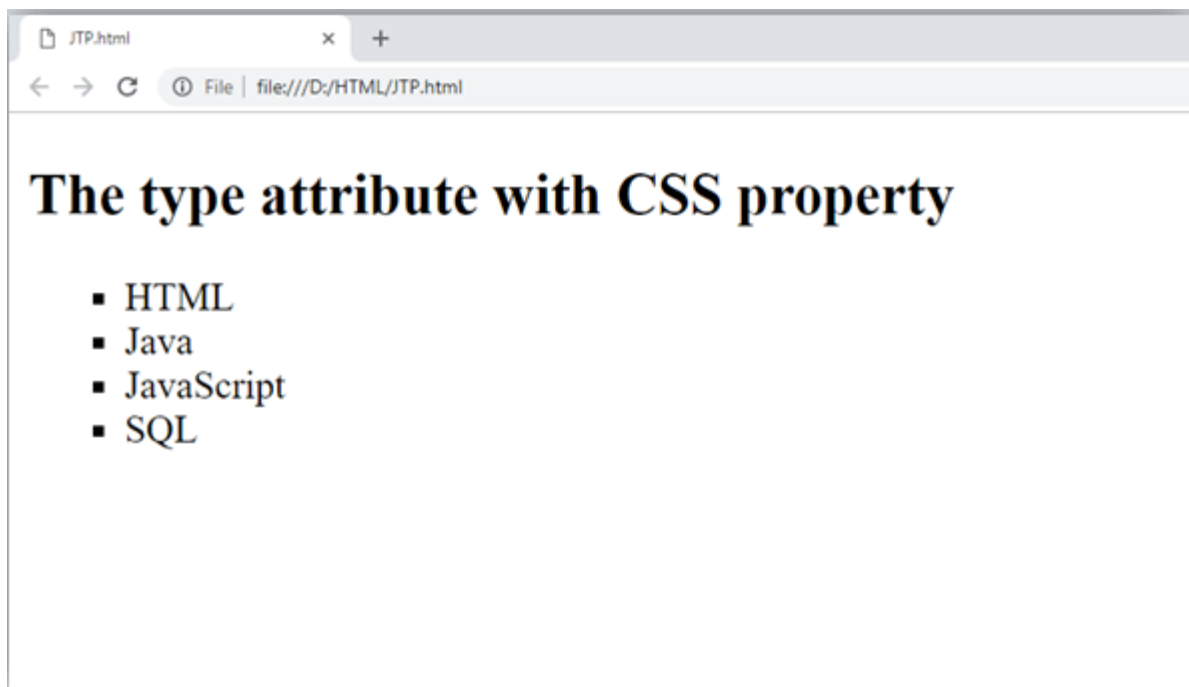 JTP.html
File | file:///D:/HTML/JTP.html
The type attribute with CSS property
HTML
Java
JavaScript
SQL